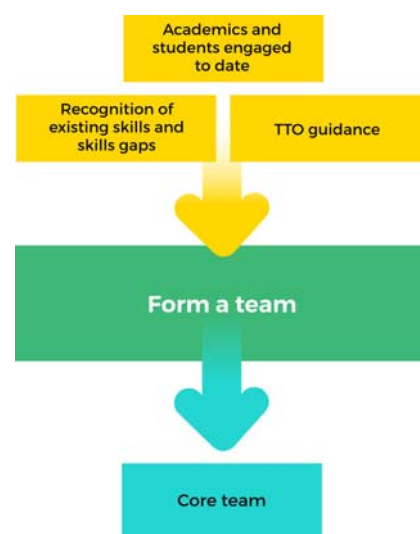 Academics and
students engaged
to date
Recognition of
existing skills and
skills gaps
TTO guidance
Form a team
Core team